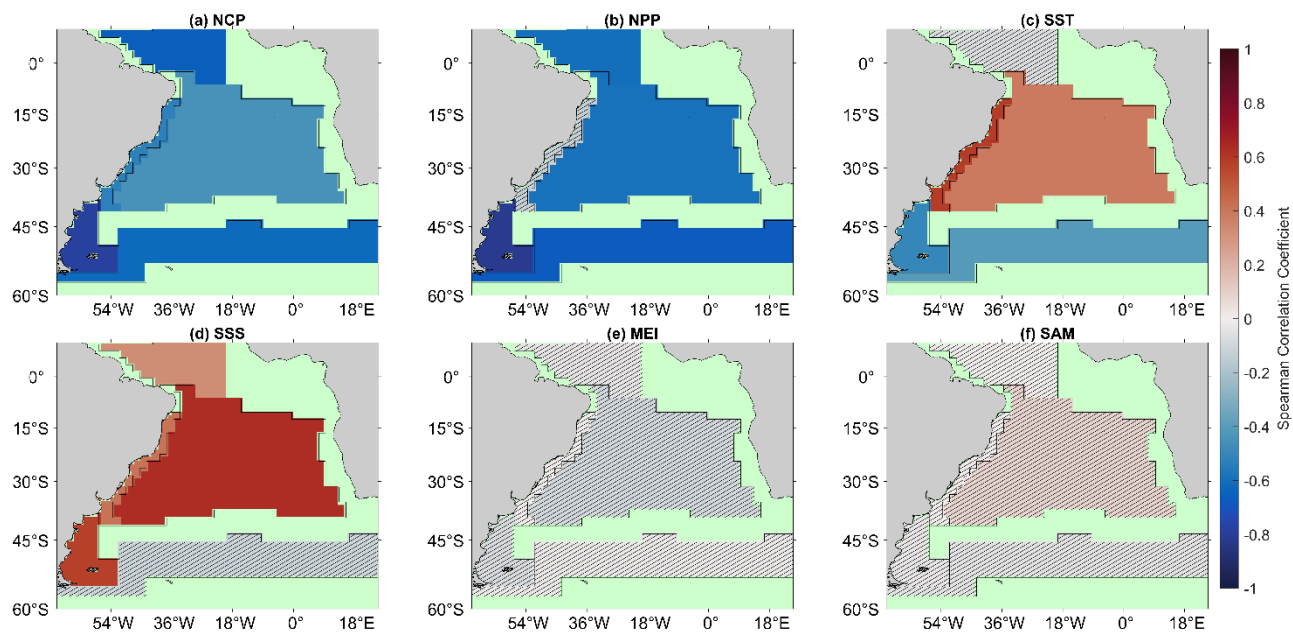 (a) NCP
(b) NPP
(c) SST
0°
15°S
30°S
45°S
60°S
54°W 36°W 18°W 0° 18°E
0°
15°S
30°S
45°S
60°S
54°W 36°W 18°W 0° 18°E
0°
15°S
30°S
45°S
60°S
54°W 36°W 18°W 0° 18°E
(d) SSS
(e) MEI
(f) SAM
0°
15°S
30°S
45°S
60°S
54°W 36°W 18°W 0° 18°E
0°
15°S
30°S
45°S
60°S
54°W 36°W 18°W 0° 18°E
0°
15°S
30°S
45°S
60°S
54°W 36°W 18°W 0° 18°E
1
0.8
0.6
0.4
0.2
0
-0.2
-0.4
-0.6
-0.8
-1
Spearman Correlation Coefficient